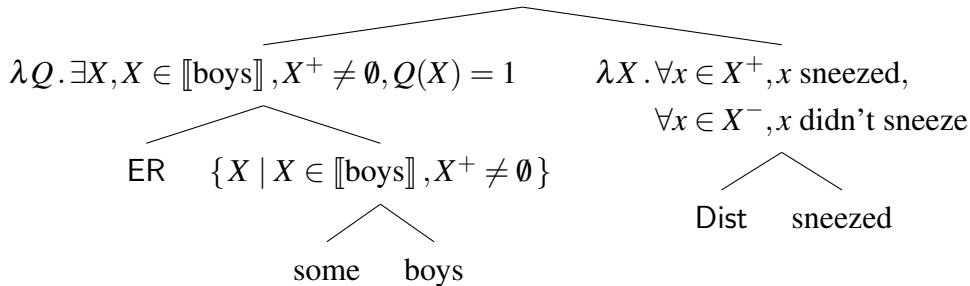 λQ . ∃X, X ∈ ⟦boys⟧ , X⁺ ≠ ∅, Q(X) = 1 λX . ∀x ∈ X⁺, x sneezed,
∀x ∈ X⁻, x didn't sneeze
ER {X | X ∈ ⟦boys⟧ , X⁺ ≠ ∅}
Dist sneezed
some boys